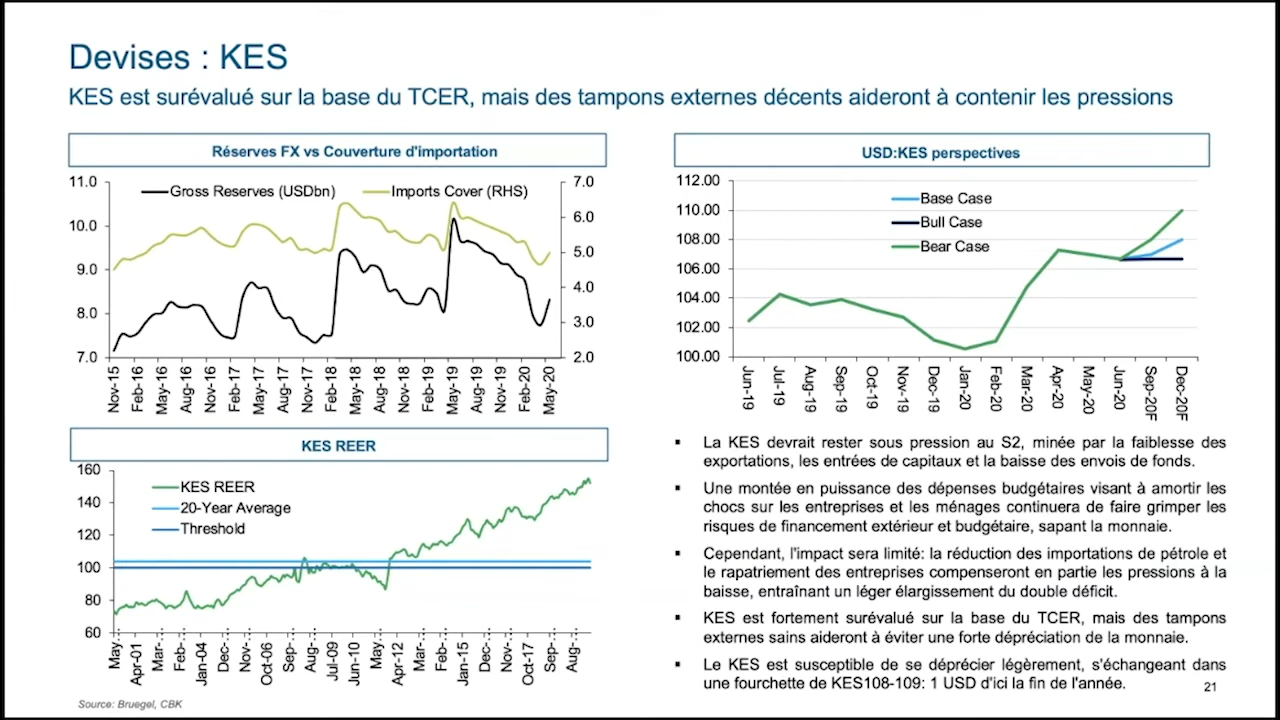 Devises : KES
KES est surévalué sur la base du TCER, mais des tampons externes décents aideront à contenir les pressions
Réserves FX vs Couverture d'importation
11.0
10.0
9.0
8.0
7.0
Gross Reserves (USDbn)
Imports Cover (RHS)
7.0
6.0
5.0
4.0
3.0
2.0
Nov-15
Feb-16
May-16
Aug-16
Nov-16
Feb-17
May-17
Aug-17
Nov-17
Feb-18
May-18
Aug-18
Nov-18
Feb-19
May-19
Aug-19
Nov-19
Feb-20
May-20
KES REER
160
140
120
100
80
60
KES REER
20-Year Average
Threshold
May-…
Apr-01
Mar-…
Feb-…
Jan-04
Dec-…
Nov-…
Oct-06
Sep-…
Aug-…
Jul-09
Jun-10
May-…
Apr-12
Mar-…
Feb-…
Jan-15
Dec-…
Nov-…
Oct-17
Sep-…
Aug-…
Source: Bruegel, CBK
USD:KES perspectives
112.00
110.00
108.00
106.00
104.00
102.00
100.00
Base Case
Bull Case
Bear Case
Jun-19
Jul-19
Aug-19
Sep-19
Oct-19
Nov-19
Dec-19
Jan-20
Feb-20
Mar-20
Apr-20
May-20
Jun-20
Sep-20F
Dec-20F
▪ La KES devrait rester sous pression au S2, minée par la faiblesse des
exportations, les entrées de capitaux et la baisse des envois de fonds.
▪ Une montée en puissance des dépenses budgétaires visant à amortir les
chocs sur les entreprises et les ménages continuera de faire grimper les
risques de financement extérieur et budgétaire, sapant la monnaie.
▪ Cependant, l'impact sera limité: la réduction des importations de pétrole et
le rapatriement des entreprises compenseront en partie les pressions à la
baisse, entraînant un léger élargissement du double déficit.
▪ KES est fortement surévalué sur la base du TCER, mais des tampons
externes sains aideront à éviter une forte dépréciation de la monnaie.
▪ Le KES est susceptible de se déprécier légèrement, s'échangeant dans
une fourchette de KES108-109: 1 USD d'ici la fin de l'année.
21